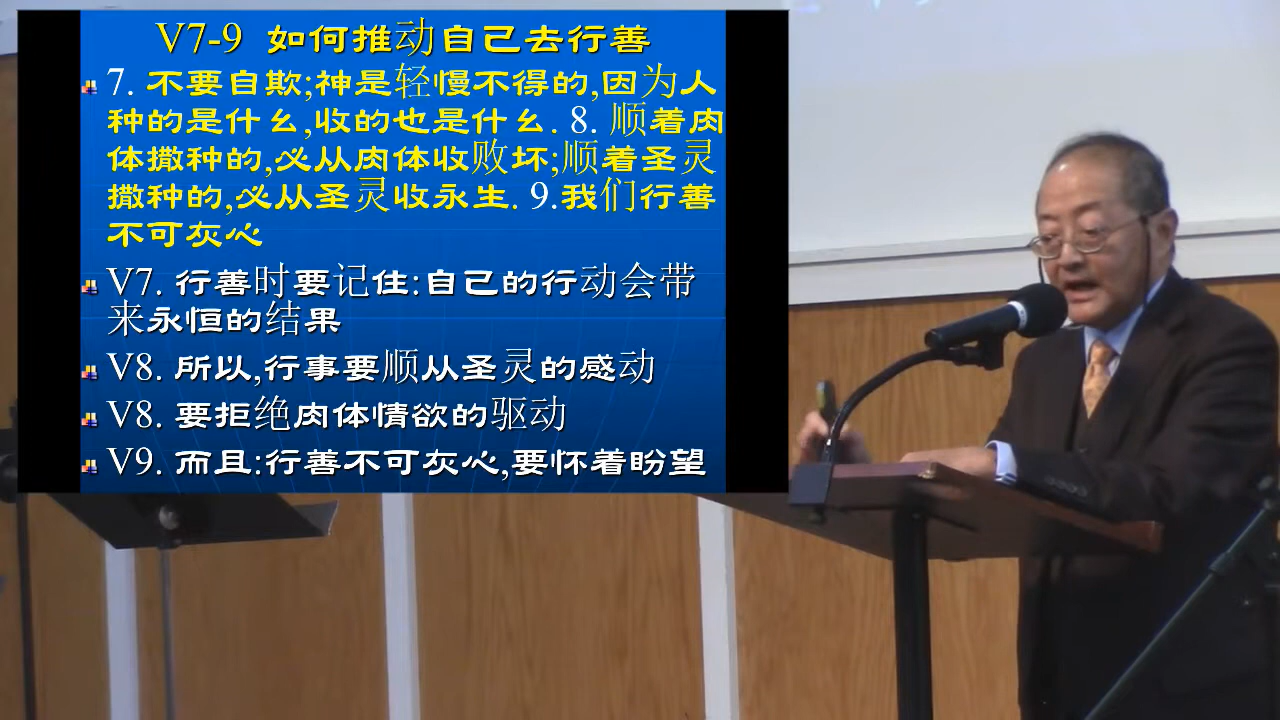 V7-9 如何推动自己去行善
7. 不要自欺;神是轻慢不得的,因为人
种的是什么,收的也是什么. 8. 顺着肉
体撒种的,必从肉体收败坏;顺着圣灵
撒种的,必从圣灵收永生. 9.我们行善
不可灰心
V7. 行善时要记住:自己的行动会带
来永恒的结果
V8. 所以,行事要顺从圣灵的感动
V8. 要拒绝肉体情欲的驱动
V9. 而且:行善不可灰心,要怀着盼望